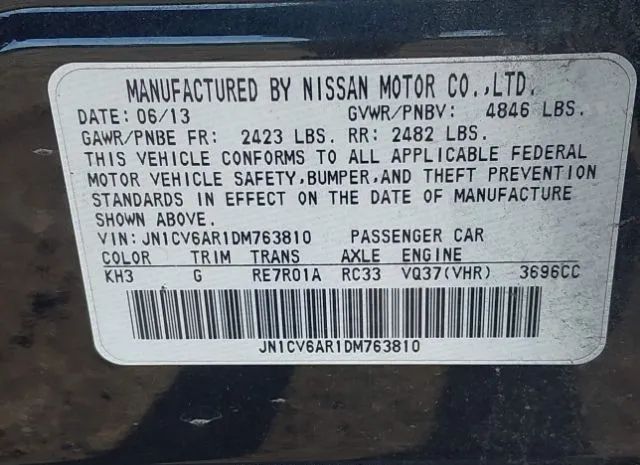 MANUFACTURED BY NISSAN MOTOR CO.,LTD.
DATE: 06/13 GVWR/PNBV: 4846 LBS.
GAWR/PNBE FR: 2423 LBS. RR: 2482 LBS.
THIS VEHICLE CONFORMS TO ALL APPLICABLE FEDERAL
MOTOR VEHICLE SAFETY,BUMPER,AND THEFT PREVENTION
STANDARDS IN EFFECT ON THE DATE OF MANUFACTURE
SHOWN ABOVE.
VIN: JN1CV6AR1DM763810 PASSENGER CAR
COLOR TRIM TRANS AXLE ENGINE
KH3 G RE7R01A RC33 VQ37(VHR) 3696CC
JN1CV6AR1DM763810